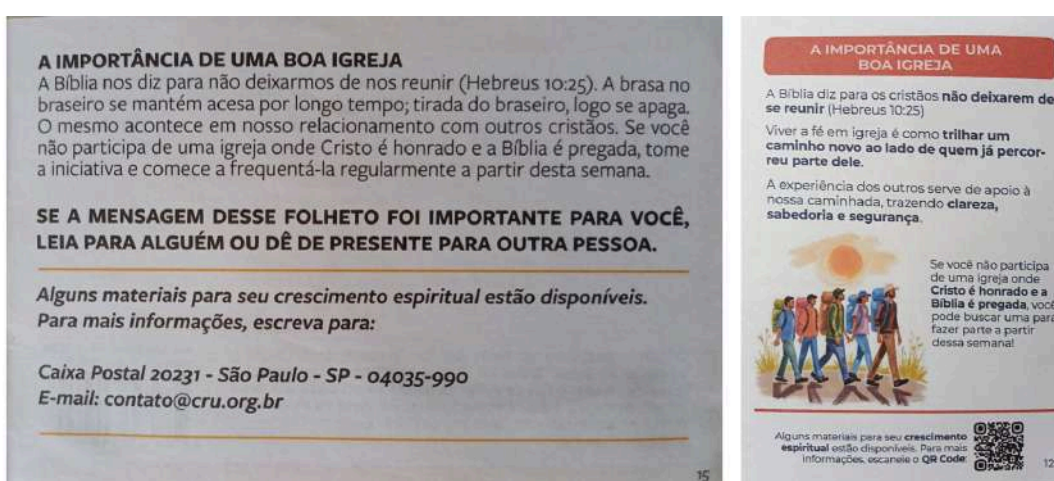 A IMPORTÂNCIA DE UMA BOA IGREJA
A Bíblia nos diz para não deixarmos de nos reunir (Hebreus 10:25). A brasa no
braseiro se mantém acesa por longo tempo; tirada do braseiro, logo se apaga.
O mesmo acontece em nosso relacionamento com outros cristãos. Se você
não participa de uma igreja onde Cristo é honrado e a Bíblia é pregada, tome
a iniciativa e comece a frequentá-la regularmente a partir desta semana.
SE A MENSAGEM DESSE FOLHETO FOI IMPORTANTE PARA VOCÊ,
LEIA PARA ALGUÉM OU DÊ DE PRESENTE PARA OUTRA PESSOA.
Alguns materiais para seu crescimento espiritual estão disponíveis.
Para mais informações, escreva para:
Caixa Postal 20231 - São Paulo - SP - 04035-990
E-mail: contato@cru.org.br
15
A IMPORTÂNCIA DE UMA
BOA IGREJA
A Bíblia diz para os cristãos não deixarem de
se reunir (Hebreus 10:25)
Viver a fé em igreja é como trilhar um
caminho novo ao lado de quem já percor-
reu parte dele.
A experiência dos outros serve de apoio à
nossa caminhada, trazendo clareza,
sabedoria e segurança.
Se você não participa
de uma igreja onde
Cristo é honrado e a
Bíblia é pregada, você
pode buscar uma para
fazer parte a partir
dessa semana!
Alguns materiais para seu crescimento
espiritual estão disponíveis. Para mais
informações, escaneie o QR Code:
12